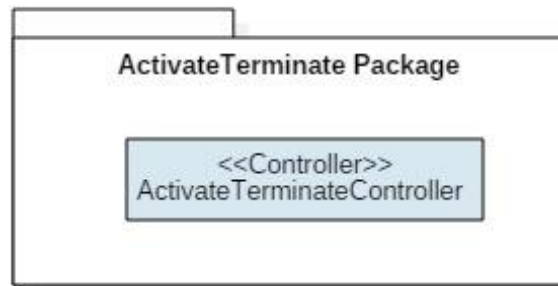 ActivateTerminate Package
<<Controller>>
ActivateTerminateController